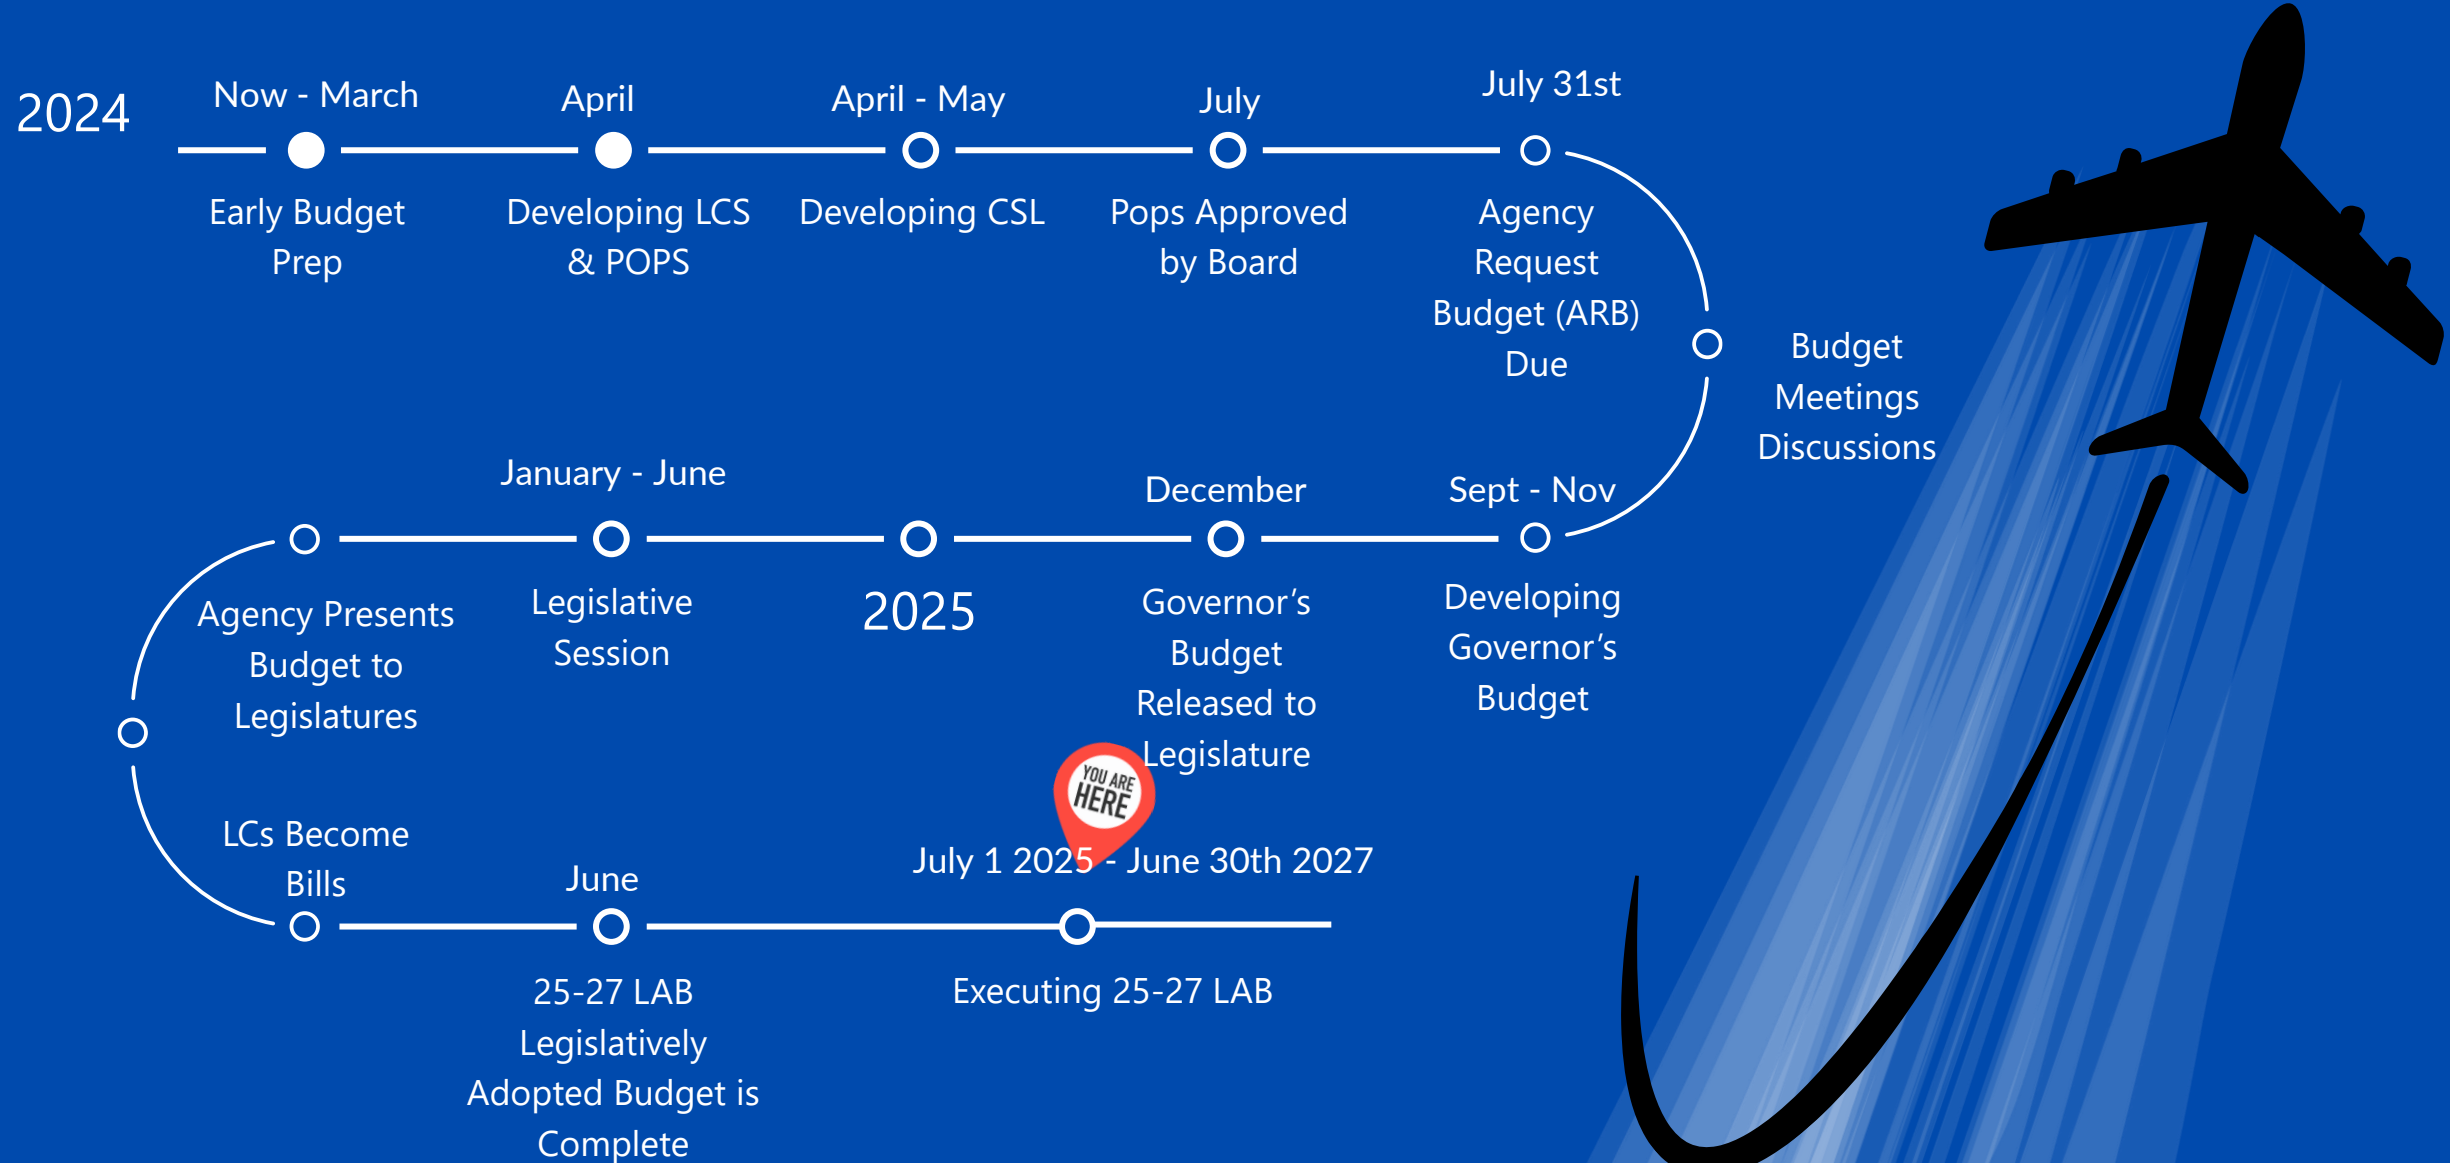 2024
Now - March
Early Budget
Prep
April
Developing LCS
& POPS
April - May
Developing CSL
July
Pops Approved
by Board
July 31st
Agency
Request
Budget (ARB)
Due
Budget
Meetings
Discussions
Sept - Nov
Developing
Governor’s
Budget
December
Governor’s
Budget
Released to
Legislature
2025
January - June
Legislative
Session
Agency Presents
Budget to
Legislatures
LCs Become
Bills
June
25-27 LAB
Legislatively
Adopted Budget is
Complete
YOU ARE
HERE
July 1 2025 - June 30th 2027
Executing 25-27 LAB